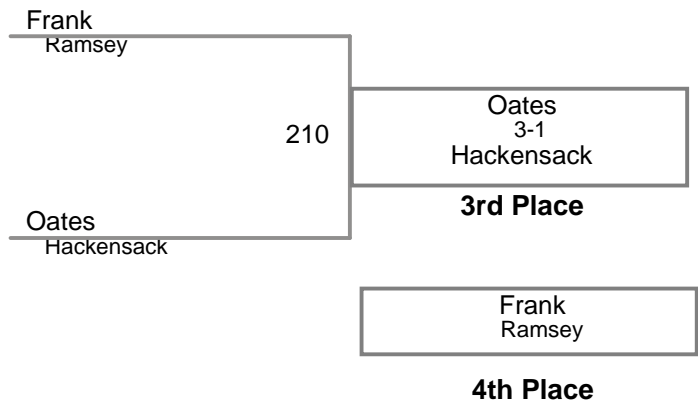 Frank
Ramsey
210
Oates
3-1
Hackensack
3rd Place
Oates
Hackensack
Frank
Ramsey
4th Place